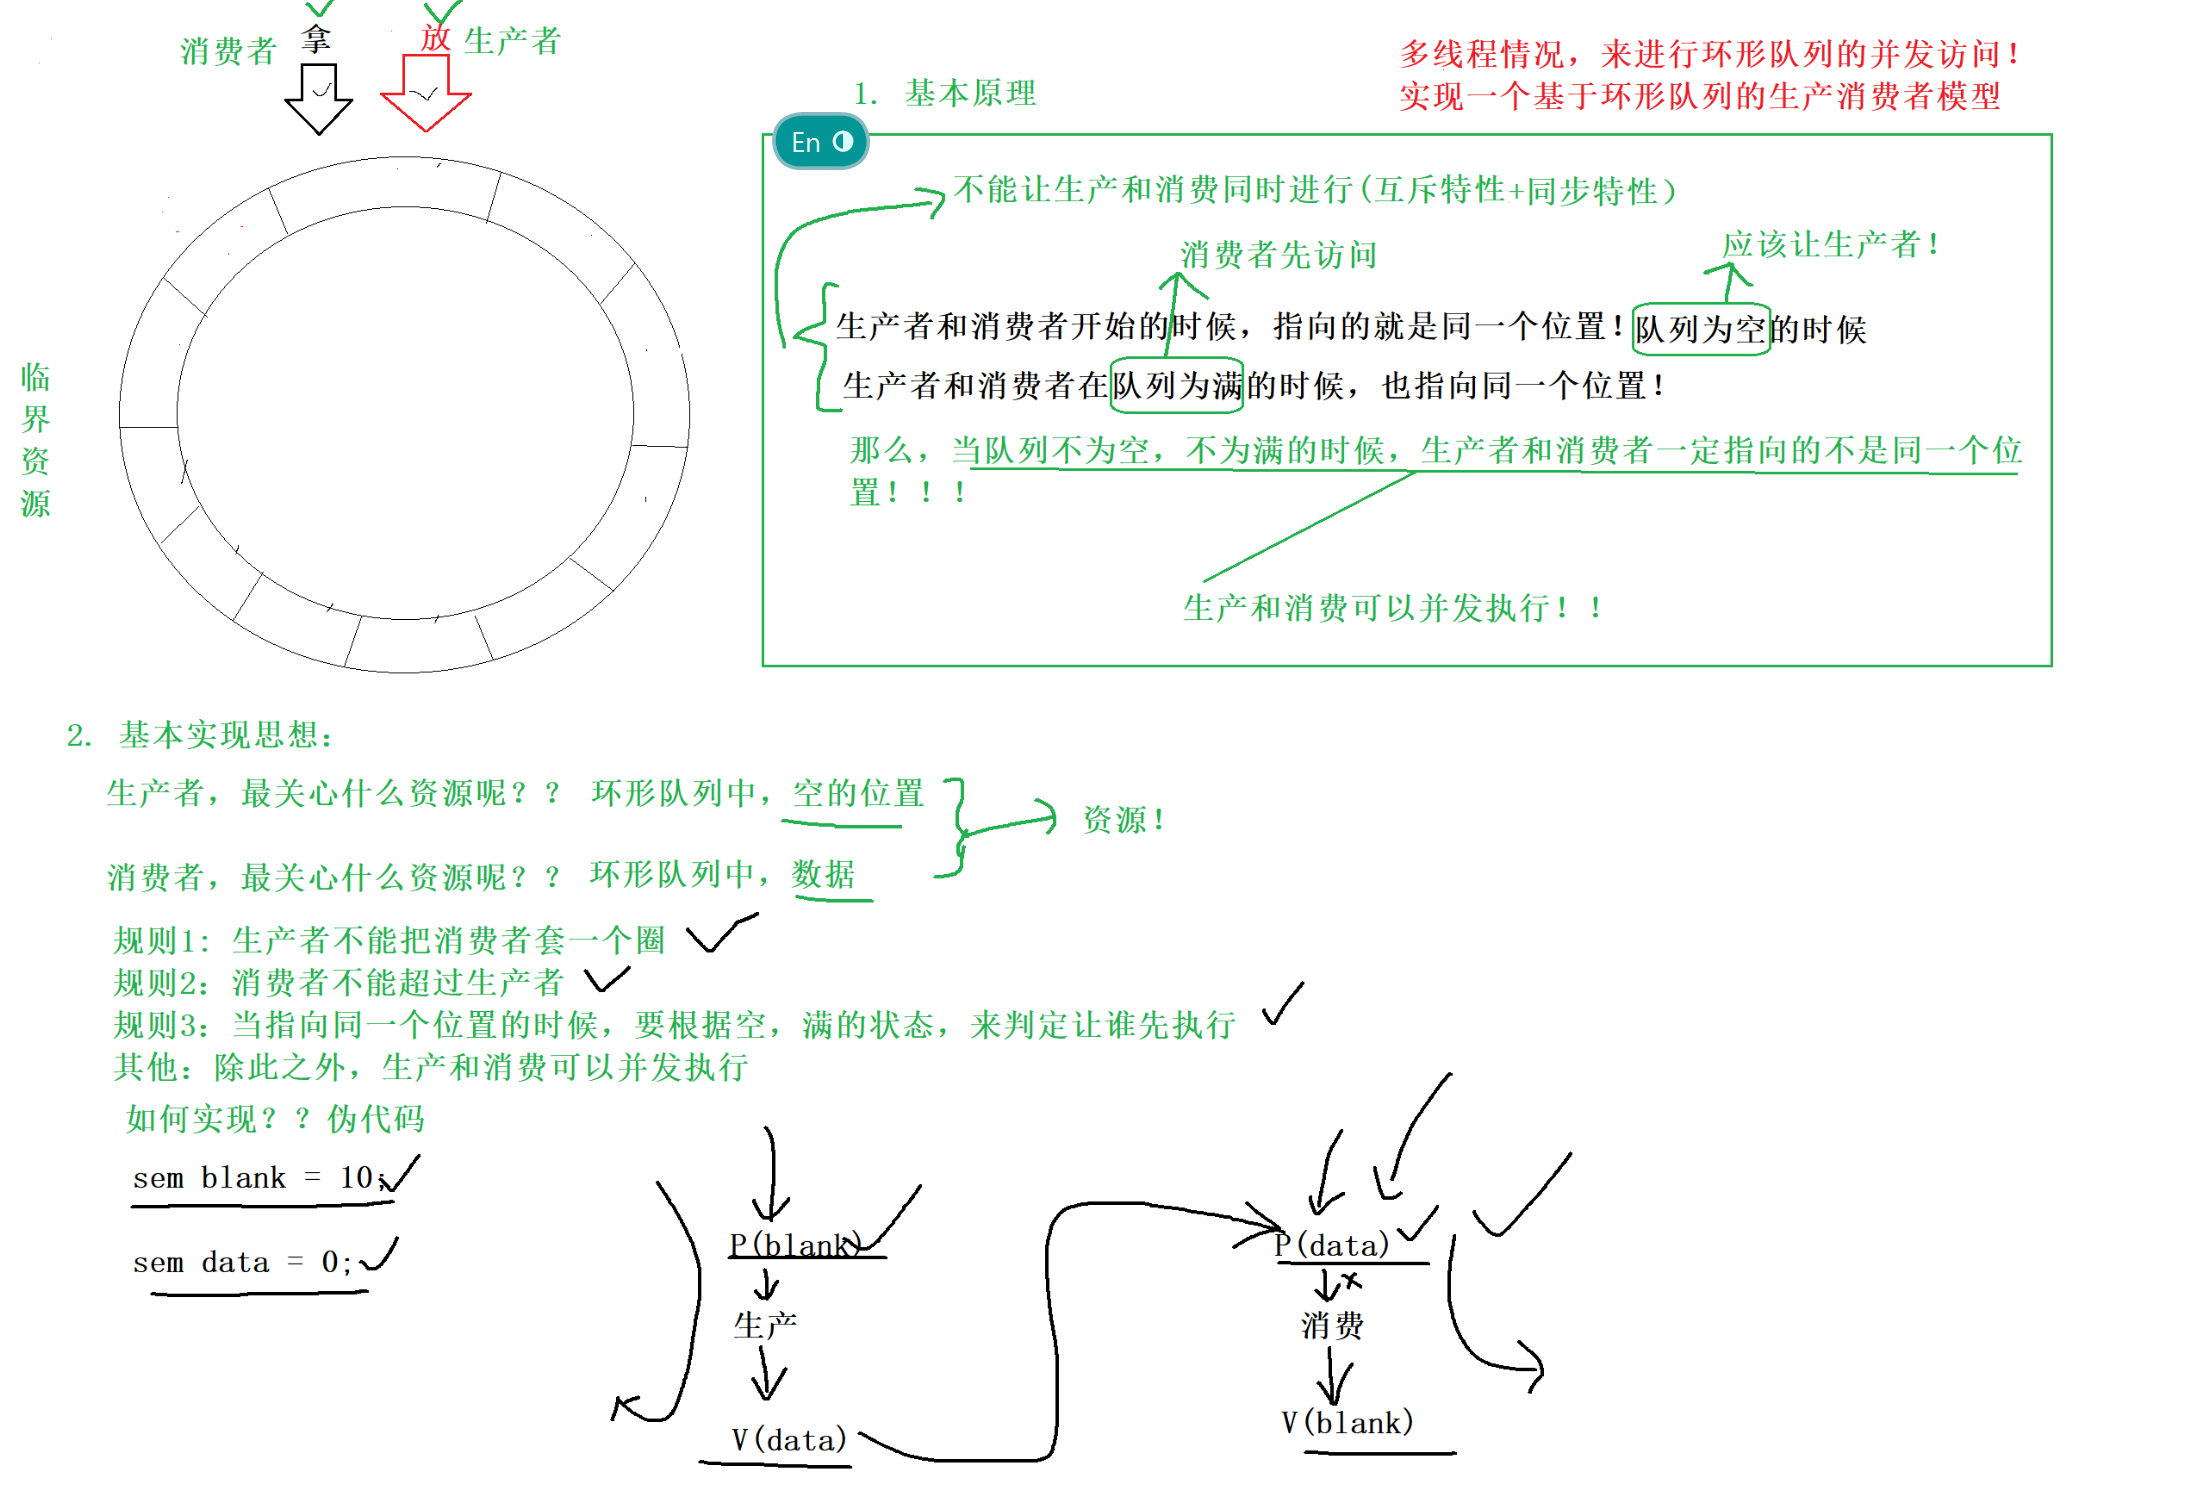 消费者 拿 放 生产者
临界资源
多线程情况，来进行环形队列的并发访问！
实现一个基于环形队列的生产消费者模型
1. 基本原理
En
不能让生产和消费同时进行(互斥特性+同步特性）
消费者先访问
应该让生产者！
生产者和消费者开始的时候，指向的就是同一个位置！队列为空的时候
生产者和消费者在队列为满的时候，也指向同一个位置！
那么，当队列不为空，不为满的时候，生产者和消费者一定指向的不是同一个位
置！！！
生产和消费可以并发执行！！
2. 基本实现思想：
生产者，最关心什么资源呢？？ 环形队列中，空的位置
资源！
消费者，最关心什么资源呢？？ 环形队列中，数据
规则1: 生产者不能把消费者套一个圈
规则2：消费者不能超过生产者
规则3：当指向同一个位置的时候，要根据空，满的状态，来判定让谁先执行
其他：除此之外，生产和消费可以并发执行
如何实现？？伪代码
sem blank = 10;
sem data = 0;
P(blank)
生产
V(data)
P(data)
消费
V(blank)